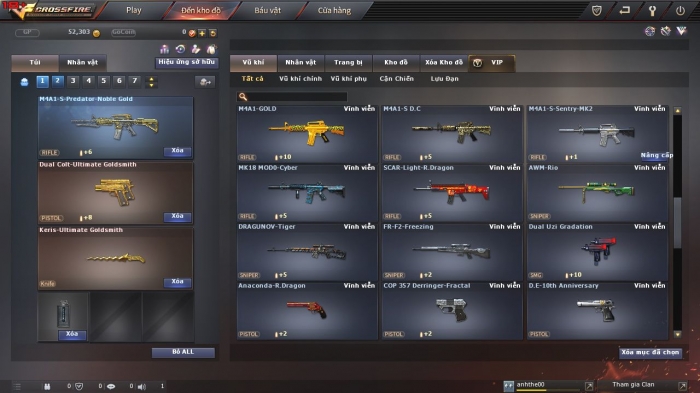 CROSSFIRE
Play
Đến kho đồ
Báu vật
Cửa hàng
GP
52,303
GoCoin
0
Túi
Nhân vật
Hiệu ứng sở hữu
1 2 3 4 5 6 7
M4A1-S-Predator-Noble Gold
RIFLE
+6
Xóa
Dual Colt-Ultimate Goldsmith
PISTOL
+8
Xóa
Keris-Ultimate Goldsmith
Knife
Xóa
Xóa
Bỏ ALL
Vũ khí
Nhân vật
Trang bị
Kho đồ
Xóa Kho đồ
VIP
Tất cả
Vũ khí chính
Vũ khí phụ
Cận Chiến
Lựu Đạn
M4A1-GOLD Vĩnh viễn
RIFLE +10
M4A1-S D.C Vĩnh viễn
RIFLE +5
M4A1-S-Sentry-MK2 Vĩnh viễn
RIFLE +1
Nâng cấp
MK18 MOD0-Cyber Vĩnh viễn
RIFLE +5
SCAR-Light-R.Dragon Vĩnh viễn
RIFLE +5
AWM-Rio Vĩnh viễn
SNIPER
DRAGUNOV-Tiger Vĩnh viễn
SNIPER +5
FR-F2-Freezing Vĩnh viễn
SNIPER +2
Dual Uzi Gradation Vĩnh viễn
SMG +10
Anaconda-R.Dragon Vĩnh viễn
PISTOL +2
COP 357 Derringer-Fractal Vĩnh viễn
PISTOL +2
D.E-10th Anniversary Vĩnh viễn
PISTOL
Xóa mục đã chọn
0 0 0 1
anhthe00
Tham gia Clan